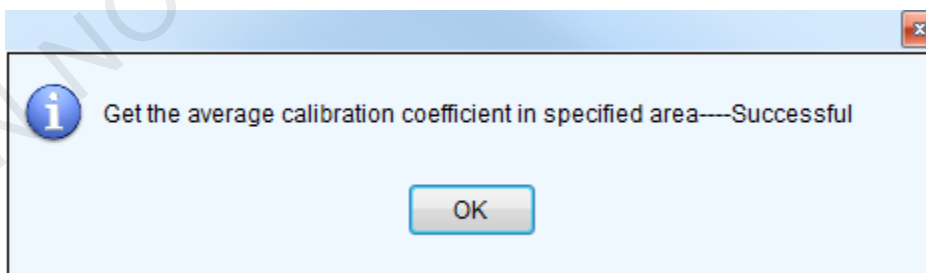 Get the average calibration coefficient in specified area----Successful
OK